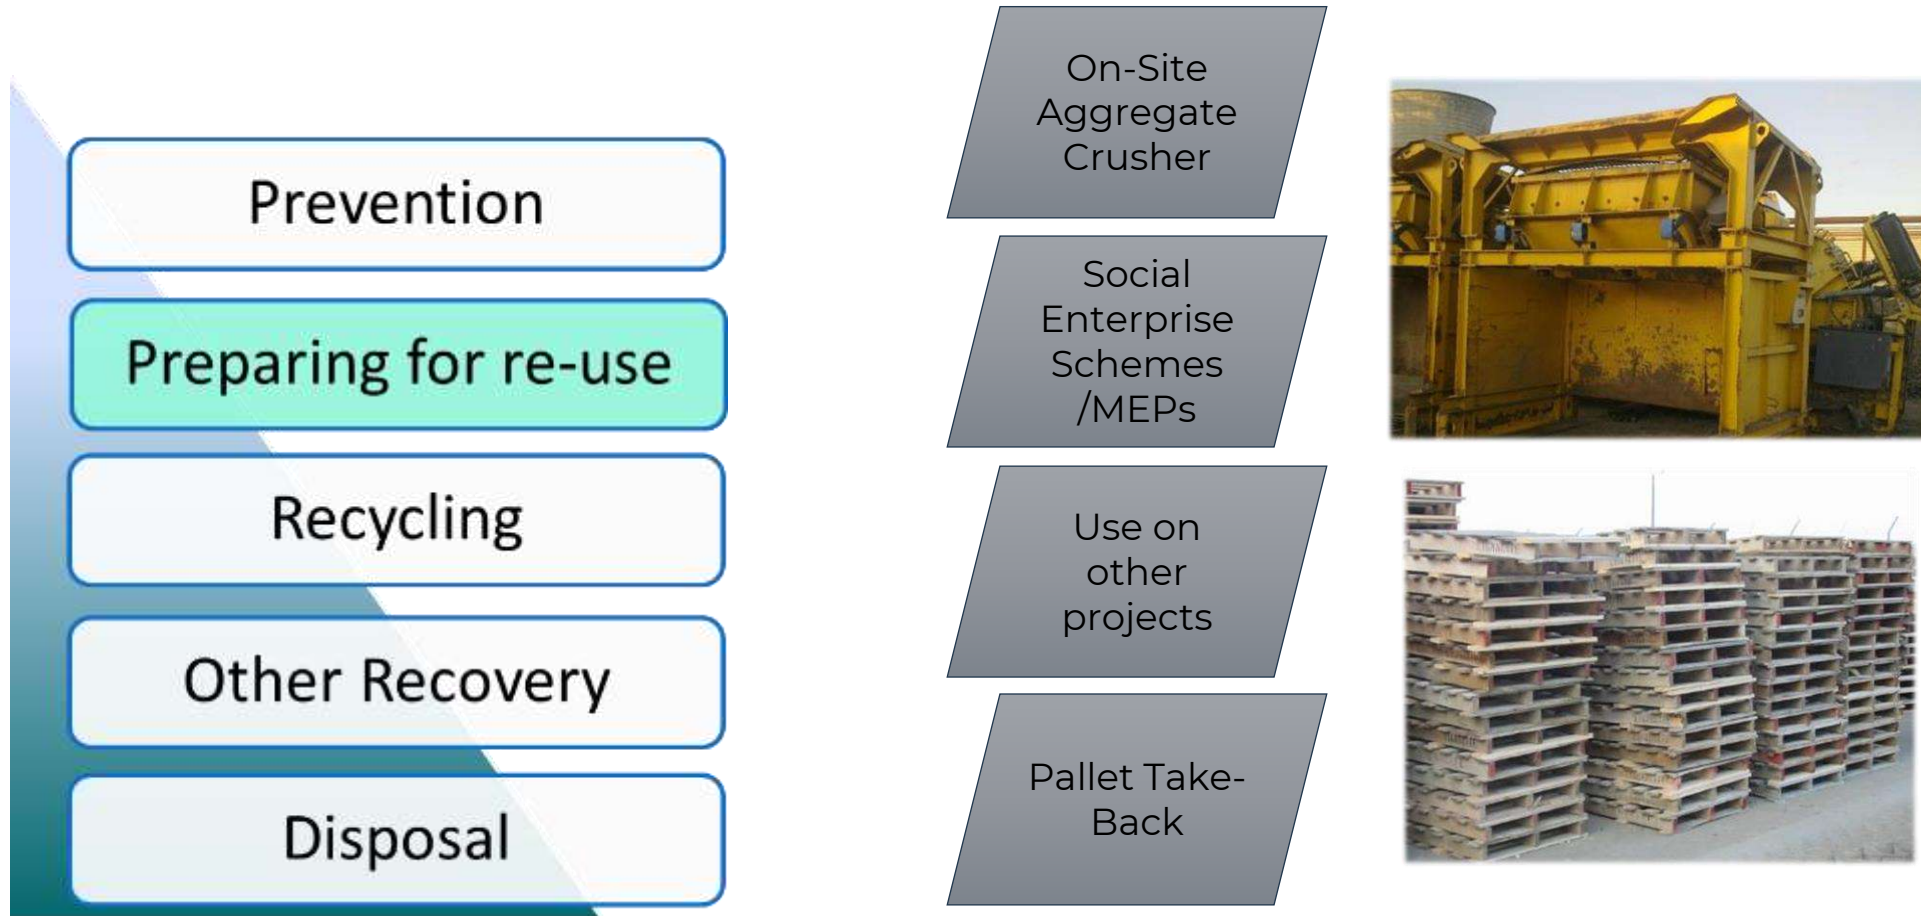 Prevention
Preparing for re-use
Recycling
Other Recovery
Disposal
On-Site
Aggregate
Crusher
Social
Enterprise
Schemes
/MEPs
Use on
other
projects
Pallet Take-
Back